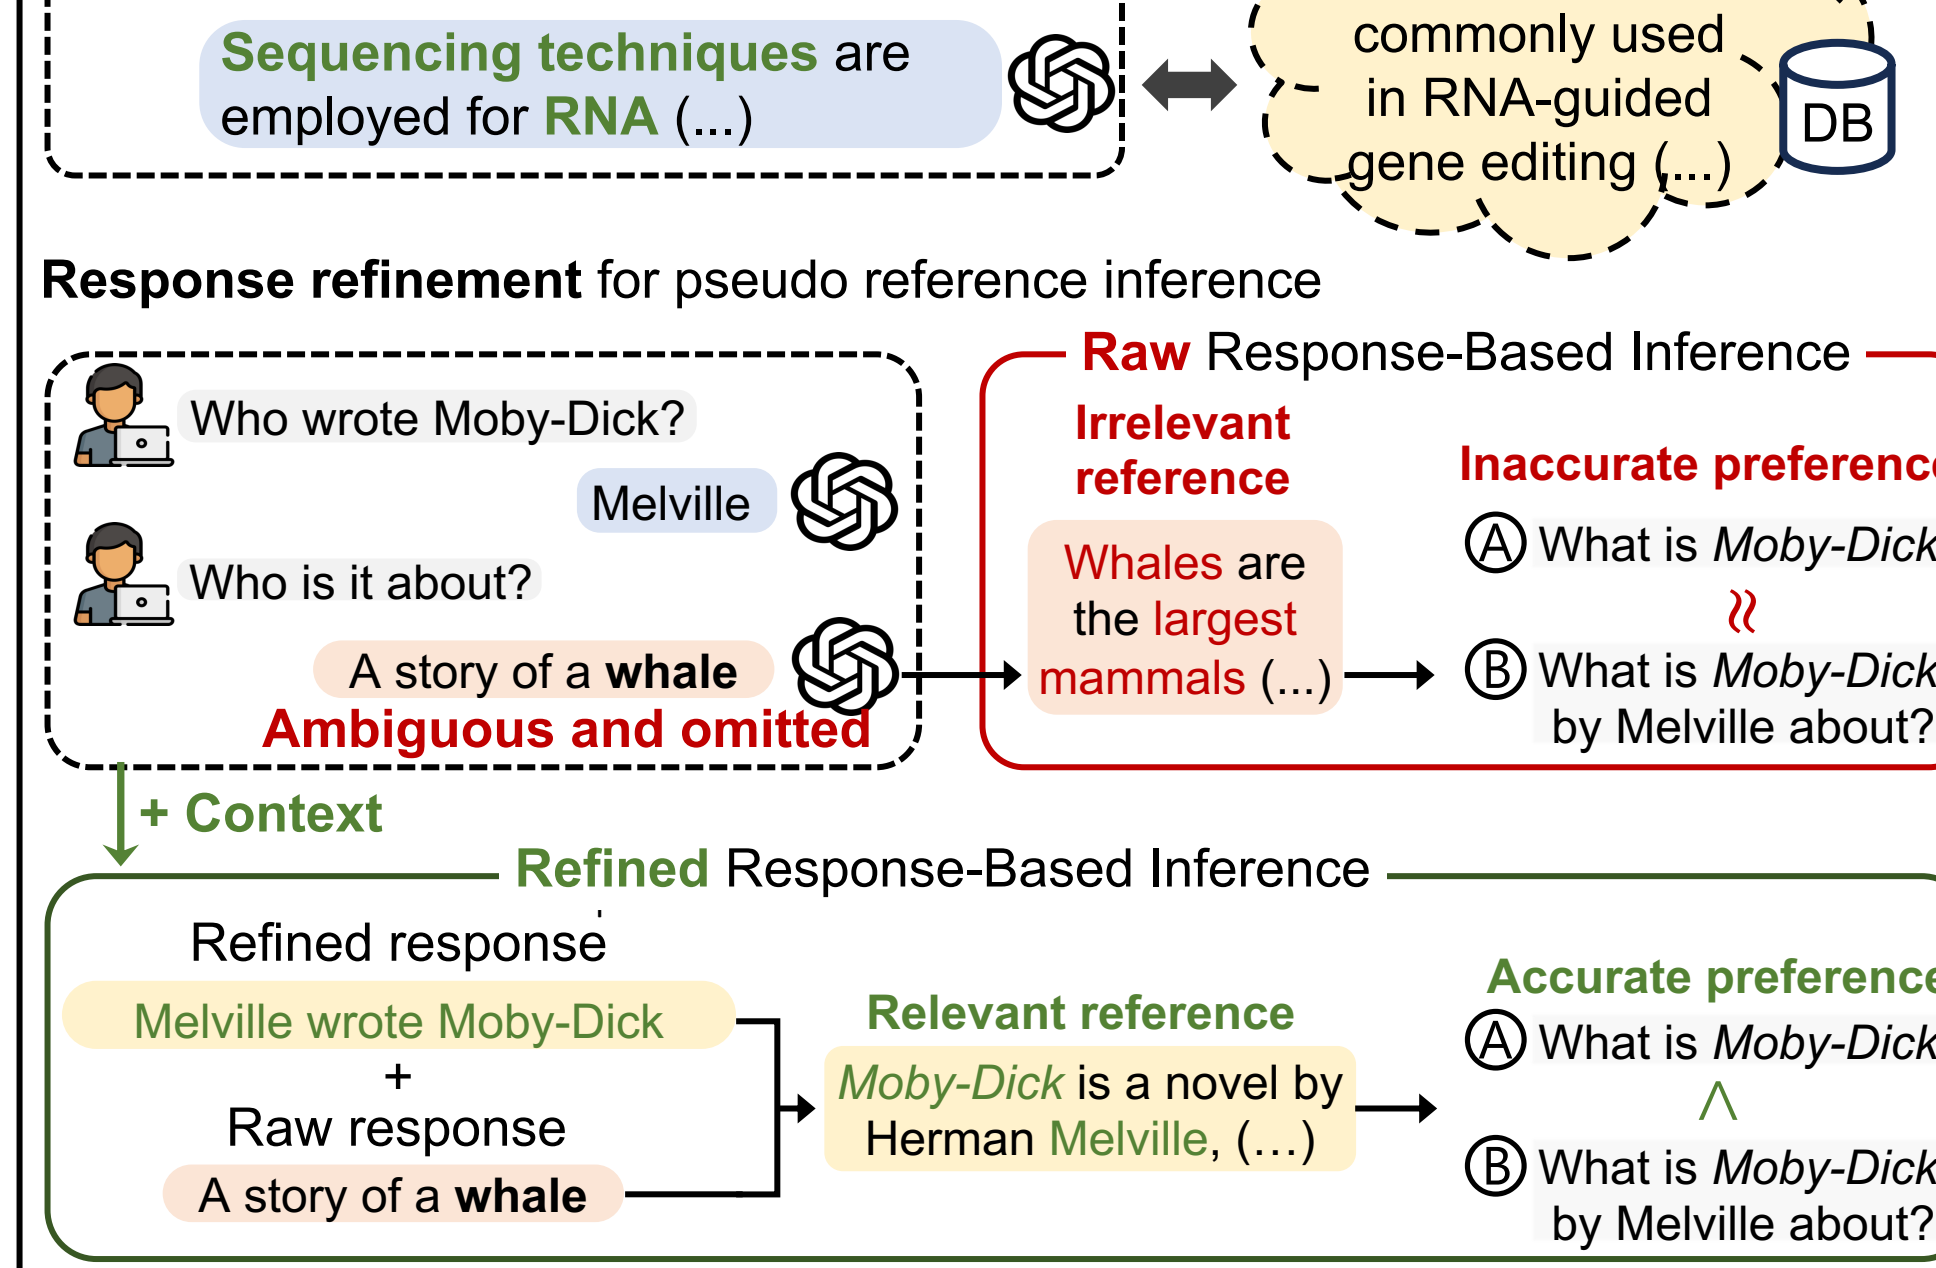 Sequencing techniques are
employed for RNA (...)
commonly used
in RNA-guided
gene editing (...)
DB
Response refinement for pseudo reference inference
Who wrote Moby-Dick?
Melville
Who is it about?
A story of a whale
Ambiguous and omitted
Raw Response-Based Inference
Irrelevant
reference
Whales are
the largest
mammals (...)
Inaccurate preference
A What is Moby-Dick
≈
B What is Moby-Dick
by Melville about?
+ Context
Refined Response-Based Inference
Refined response
Melville wrote Moby-Dick
+
Raw response
A story of a whale
Relevant reference
Moby-Dick is a novel by
Herman Melville, (...)
Accurate preference
A What is Moby-Dick
<
B What is Moby-Dick
by Melville about?